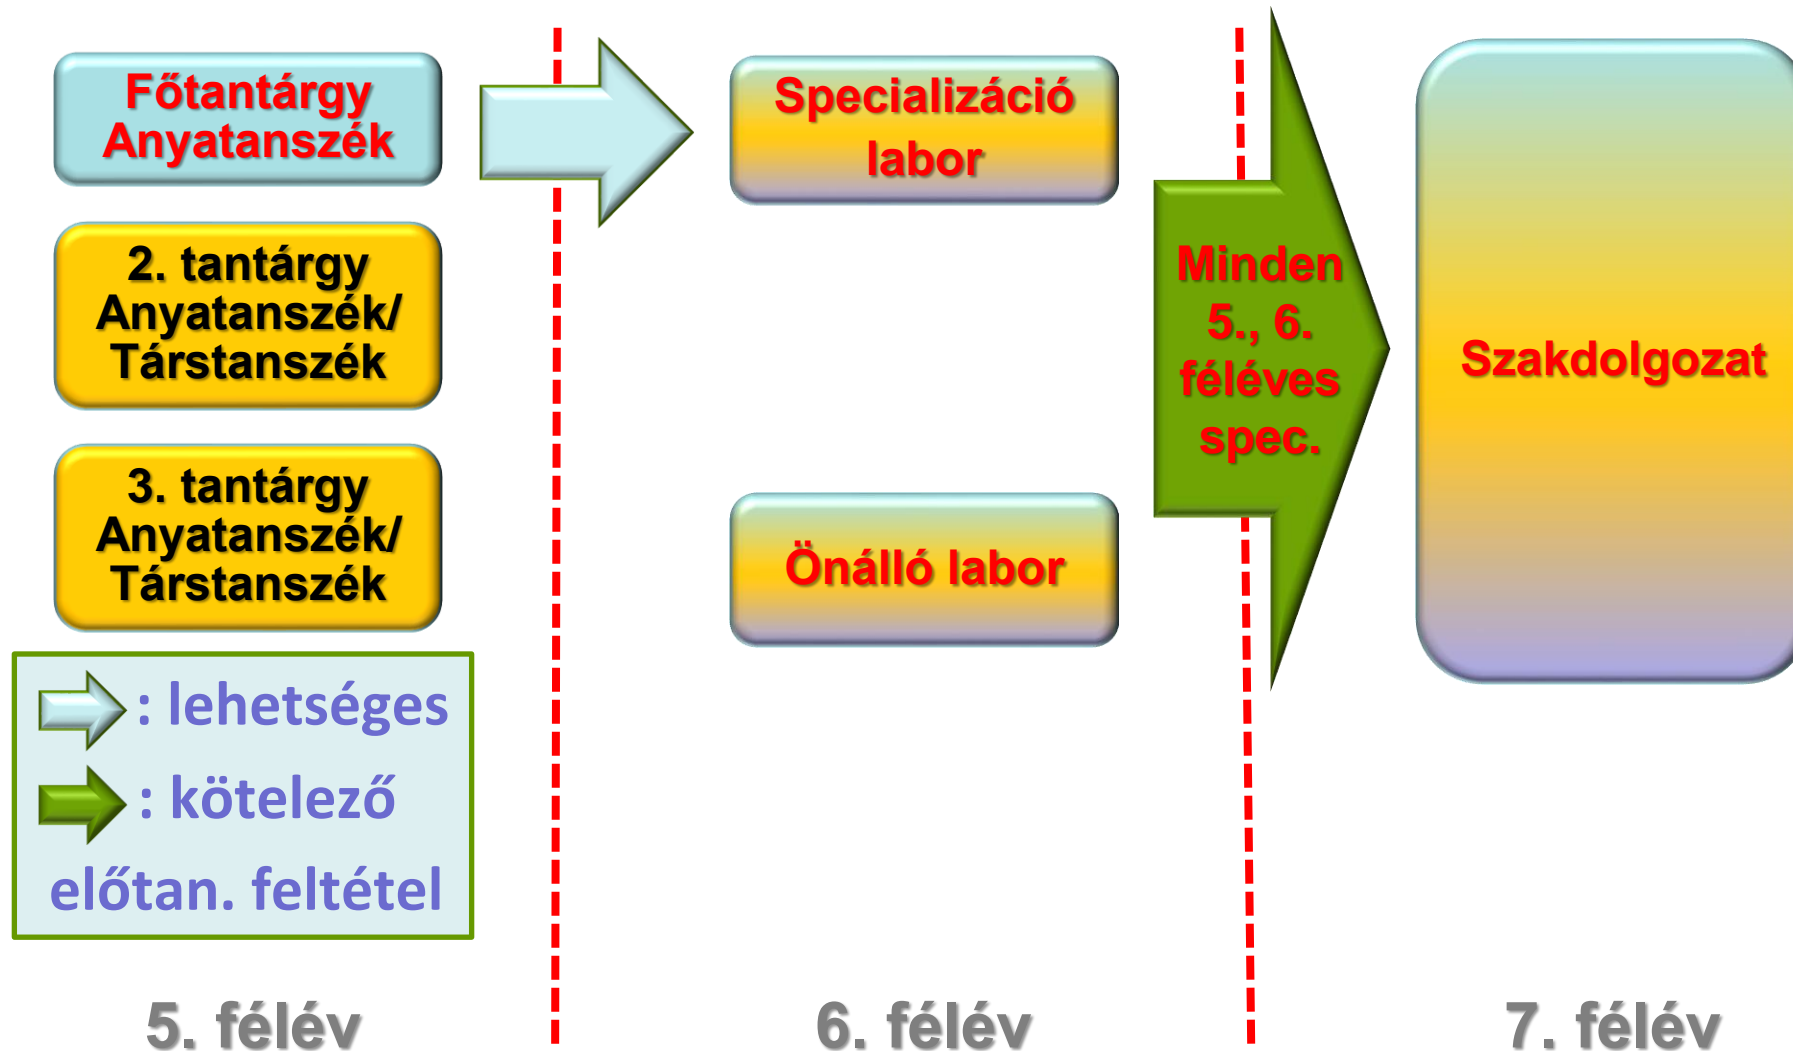 Főtantárgy
Anyatanszék
2. tantárgy
Anyatanszék/
Társtanszék
3. tantárgy
Anyatanszék/
Társtanszék
: lehetséges
: kötelező
előtan. feltétel
5. félév
Specializáció
labor
Önálló labor
6. félév
Minden
5., 6.
féléves
spec.
Szakdolgozat
7. félév